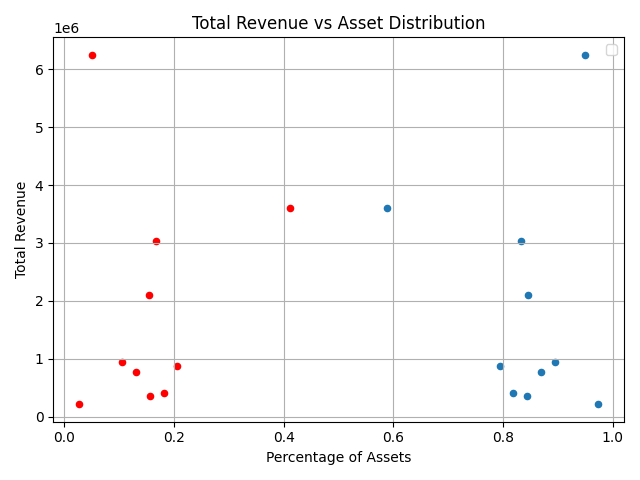 Total Revenue vs Asset Distribution
1e6
6
5
4
3
2
1
0
Total Revenue
0.0 0.2 0.4 0.6 0.8 1.0
Percentage of Assets